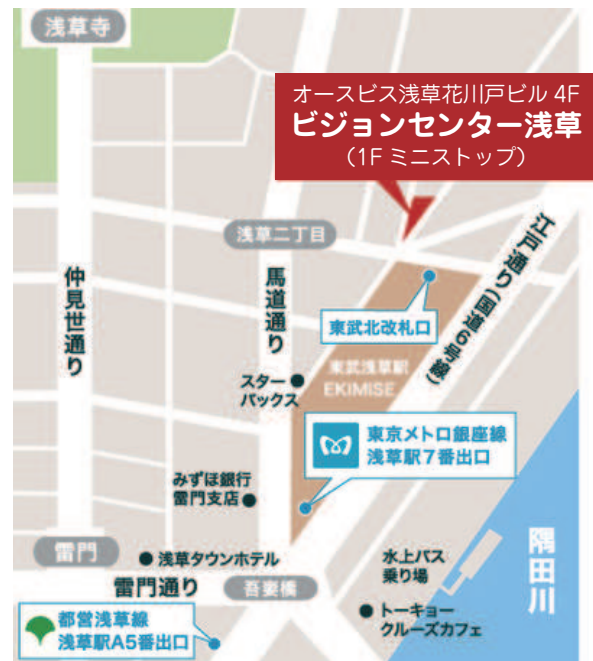 浅草寺
オースビス浅草花川戸ビル 4F
ビジョンセンター浅草
(1F ミニストップ)
浅草二丁目
江戸通り(国道6号線)
仲見世通り
馬道通り
東武北改札口
東武浅草駅
EKIMISE
スター
バックス
東京メトロ銀座線
浅草駅7番出口
みずほ銀行
雷門支店
雷門
浅草タウンホテル
水上バス
乗り場
隅田川
雷門通り
吾妻橋
都営浅草線
浅草駅A5番出口
トーキョー
クルーズカフェ